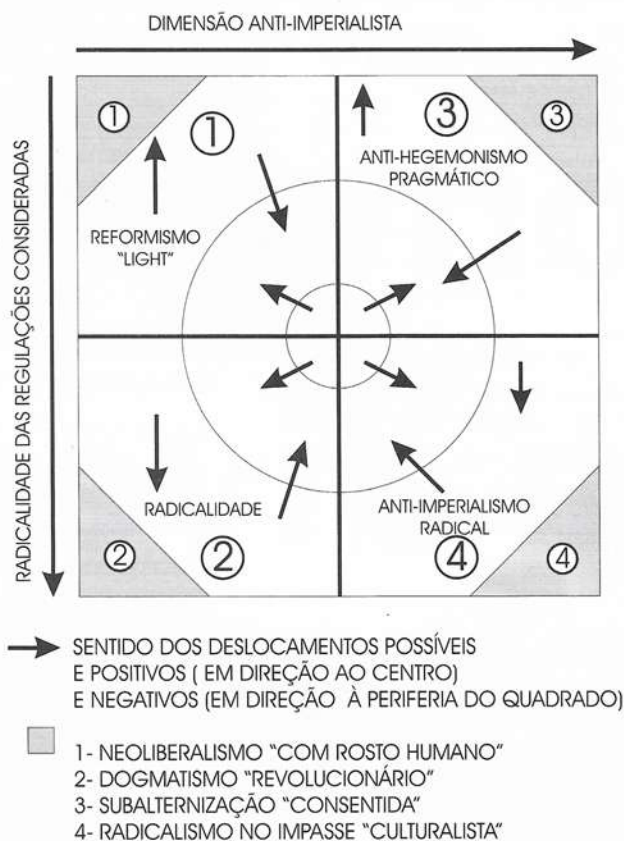 DIMENSÃO ANTI-IMPERIALISTA
RADICALIDADE DAS REGULAÇÕES CONSIDERADAS
1
1
3
3
ANTI-HEGEMONISMO
PRAGMÁTICO
REFORMISMO
"LIGHT"
RADICALIDADE
ANTI-IMPERIALISMO
RADICAL
2
2
4
4
SENTIDO DOS DESLOCAMENTOS POSSÍVEIS
E POSITIVOS ( EM DIREÇÃO AO CENTRO)
E NEGATIVOS (EM DIREÇÃO À PERIFERIA DO QUADRADO)
1- NEOLIBERALISMO "COM ROSTO HUMANO"
2- DOGMATISMO "REVOLUCIONÁRIO"
3- SUBALTERNIZAÇÃO "CONSENTIDA"
4- RADICALISMO NO IMPASSE "CULTURALISTA"